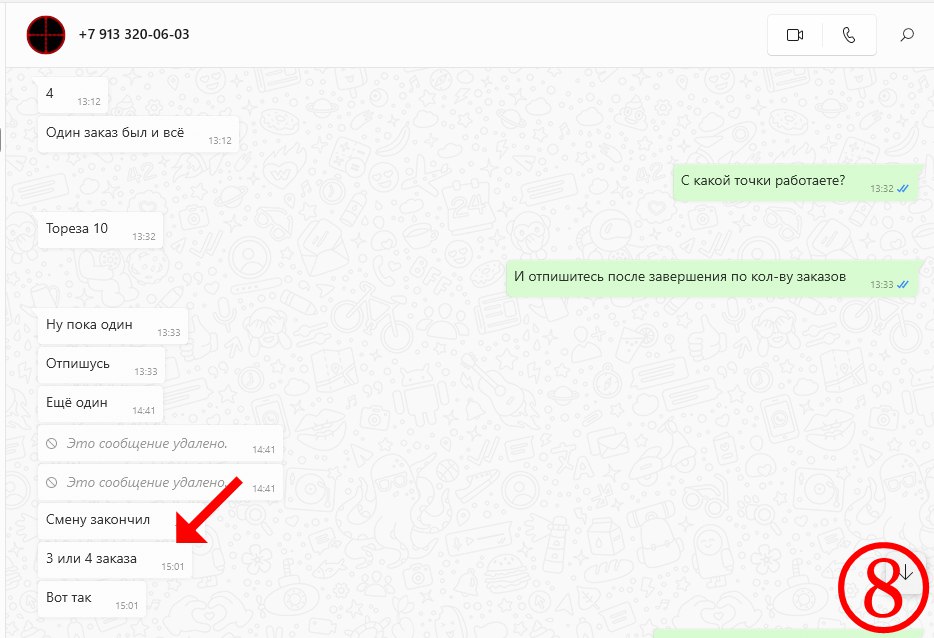 +7 913 320-06-03
4
13:12
Один заказ был и всё
13:12
С какой точки работаете?
13:32
Тореза 10
13:32
И отпишитесь после завершения по кол-ву заказов
13:33
Ну пока один
13:33
Отпишусь
13:33
Ещё один
14:41
Это сообщение удалено.
14:41
Это сообщение удалено.
14:41
Смену закончил
3 или 4 заказа
15:01
Вот так
15:01
8